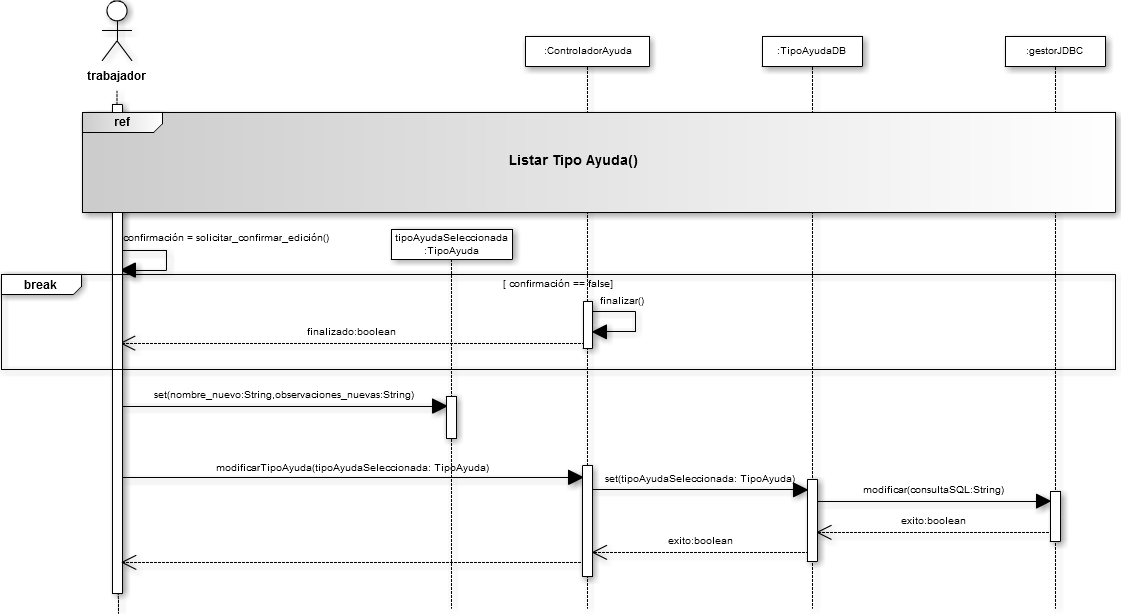 trabajador
:ControladorAyuda
:TipoAyudaDB
:gestorJDBC
ref
Listar Tipo Ayuda()
confirmación = solicitar_confirmar_edición()
tipoAyudaSeleccionada
:TipoAyuda
break
[ confirmación == false]
finalizar()
finalizado:boolean
set(nombre_nuevo:String,observaciones_nuevas:String)
modificarTipoAyuda(tipoAyudaSeleccionada: TipoAyuda)
set(tipoAyudaSeleccionada: TipoAyuda)
modificar(consultaSQL:String)
exito:boolean
exito:boolean